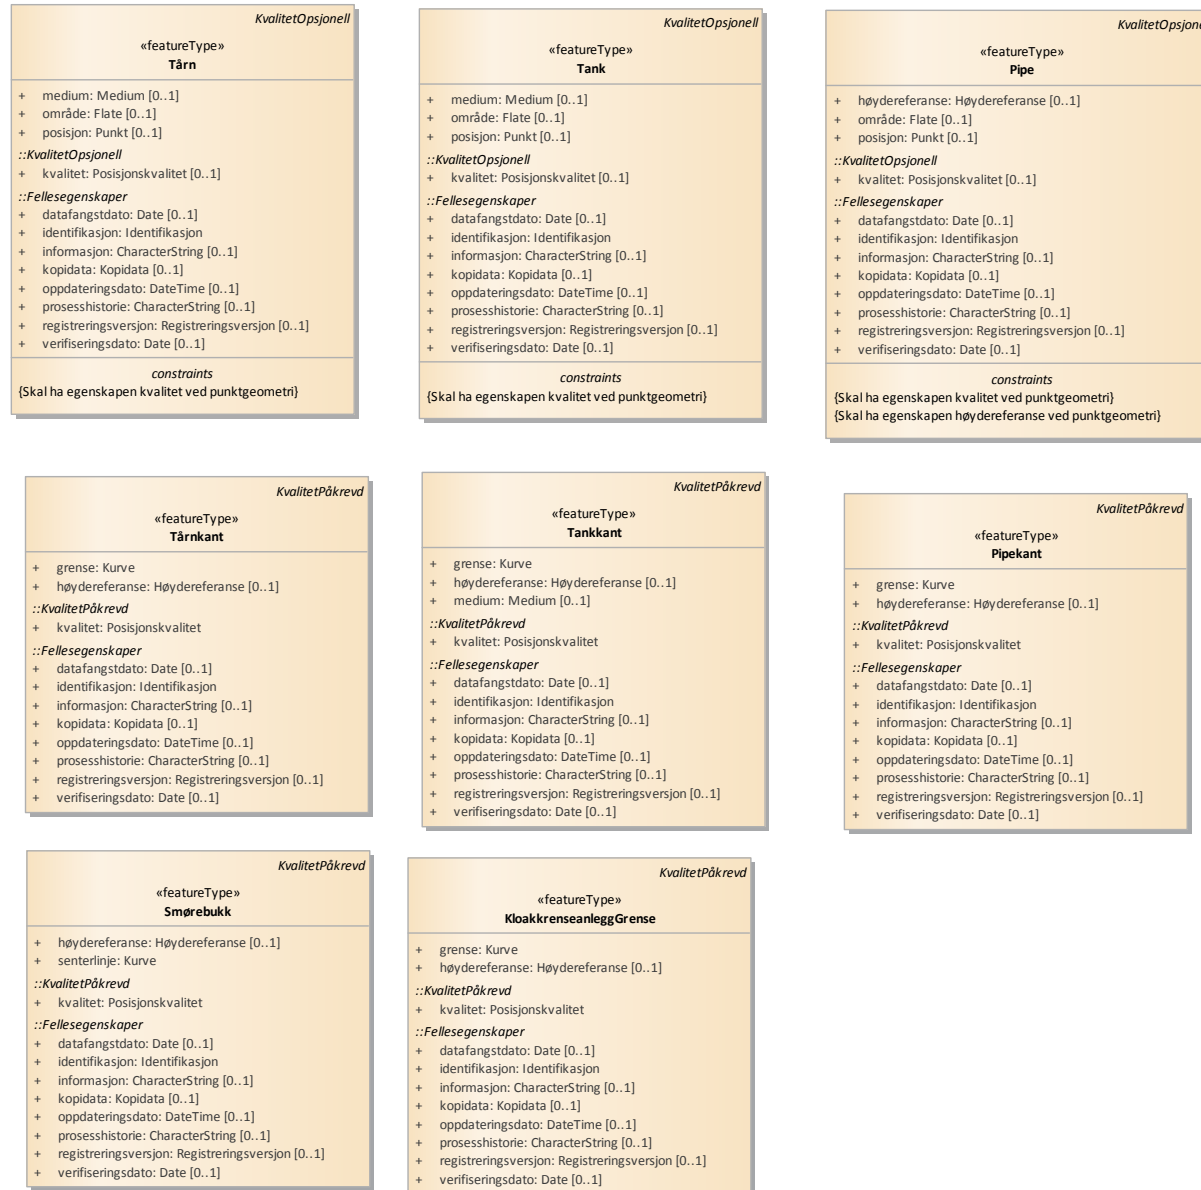 KvalitetOpsjonell
«featureType»
Tårn
+ medium: Medium [0..1]
+ område: Flate [0..1]
+ posisjon: Punkt [0..1]
::KvalitetOpsjonell
+ kvalitet: Posisjonskvalitet [0..1]
::Fellesegenskaper
+ datafangstdato: Date [0..1]
+ identifikasjon: Identifikasjon
+ informasjon: CharacterString [0..1]
+ kopidata: Kopidata [0..1]
+ oppdateringsdato: DateTime [0..1]
+ prosesshistorie: CharacterString [0..1]
+ registreringsversjon: Registreringsversjon [0..1]
+ verifiseringsdato: Date [0..1]
constraints
{Skal ha egenskapen kvalitet ved punktgeometri}
KvalitetOpsjonell
«featureType»
Tank
+ medium: Medium [0..1]
+ område: Flate [0..1]
+ posisjon: Punkt [0..1]
::KvalitetOpsjonell
+ kvalitet: Posisjonskvalitet [0..1]
::Fellesegenskaper
+ datafangstdato: Date [0..1]
+ identifikasjon: Identifikasjon
+ informasjon: CharacterString [0..1]
+ kopidata: Kopidata [0..1]
+ oppdateringsdato: DateTime [0..1]
+ prosesshistorie: CharacterString [0..1]
+ registreringsversjon: Registreringsversjon [0..1]
+ verifiseringsdato: Date [0..1]
constraints
{Skal ha egenskapen kvalitet ved punktgeometri}
KvalitetOpsjone
«featureType»
Pipe
+ høydereferanse: Høydereferanse [0..1]
+ område: Flate [0..1]
+ posisjon: Punkt [0..1]
::KvalitetOpsjonell
+ kvalitet: Posisjonskvalitet [0..1]
::Fellesegenskaper
+ datafangstdato: Date [0..1]
+ identifikasjon: Identifikasjon
+ informasjon: CharacterString [0..1]
+ kopidata: Kopidata [0..1]
+ oppdateringsdato: DateTime [0..1]
+ prosesshistorie: CharacterString [0..1]
+ registreringsversjon: Registreringsversjon [0..1]
+ verifiseringsdato: Date [0..1]
constraints
{Skal ha egenskapen kvalitet ved punktgeometri}
{Skal ha egenskapen høydereferanse ved punktgeometri}
KvalitetPåkrevd
«featureType»
Tårnkant
+ grense: Kurve
+ høydereferanse: Høydereferanse [0..1]
::KvalitetPåkrevd
+ kvalitet: Posisjonskvalitet
::Fellesegenskaper
+ datafangstdato: Date [0..1]
+ identifikasjon: Identifikasjon
+ informasjon: CharacterString [0..1]
+ kopidata: Kopidata [0..1]
+ oppdateringsdato: DateTime [0..1]
+ prosesshistorie: CharacterString [0..1]
+ registreringsversjon: Registreringsversjon [0..1]
+ verifiseringsdato: Date [0..1]
KvalitetPåkrevd
«featureType»
Tankkant
+ grense: Kurve
+ høydereferanse: Høydereferanse [0..1]
+ medium: Medium [0..1]
::KvalitetPåkrevd
+ kvalitet: Posisjonskvalitet
::Fellesegenskaper
+ datafangstdato: Date [0..1]
+ identifikasjon: Identifikasjon
+ informasjon: CharacterString [0..1]
+ kopidata: Kopidata [0..1]
+ oppdateringsdato: DateTime [0..1]
+ prosesshistorie: CharacterString [0..1]
+ registreringsversjon: Registreringsversjon [0..1]
+ verifiseringsdato: Date [0..1]
KvalitetPåkrevd
«featureType»
Pipekant
+ grense: Kurve
+ høydereferanse: Høydereferanse [0..1]
::KvalitetPåkrevd
+ kvalitet: Posisjonskvalitet
::Fellesegenskaper
+ datafangstdato: Date [0..1]
+ identifikasjon: Identifikasjon
+ informasjon: CharacterString [0..1]
+ kopidata: Kopidata [0..1]
+ oppdateringsdato: DateTime [0..1]
+ prosesshistorie: CharacterString [0..1]
+ registreringsversjon: Registreringsversjon [0..1]
+ verifiseringsdato: Date [0..1]
KvalitetPåkrevd
«featureType»
Smørebukk
+ høydereferanse: Høydereferanse [0..1]
+ senterlinje: Kurve
::KvalitetPåkrevd
+ kvalitet: Posisjonskvalitet
::Fellesegenskaper
+ datafangstdato: Date [0..1]
+ identifikasjon: Identifikasjon
+ informasjon: CharacterString [0..1]
+ kopidata: Kopidata [0..1]
+ oppdateringsdato: DateTime [0..1]
+ prosesshistorie: CharacterString [0..1]
+ registreringsversjon: Registreringsversjon [0..1]
+ verifiseringsdato: Date [0..1]
KvalitetPåkrevd
«featureType»
KloakkrenseanleggGrense
+ grense: Kurve
+ høydereferanse: Høydereferanse [0..1]
::KvalitetPåkrevd
+ kvalitet: Posisjonskvalitet
::Fellesegenskaper
+ datafangstdato: Date [0..1]
+ identifikasjon: Identifikasjon
+ informasjon: CharacterString [0..1]
+ kopidata: Kopidata [0..1]
+ oppdateringsdato: DateTime [0..1]
+ prosesshistorie: CharacterString [0..1]
+ registreringsversjon: Registreringsversjon [0..1]
+ verifiseringsdato: Date [0..1]